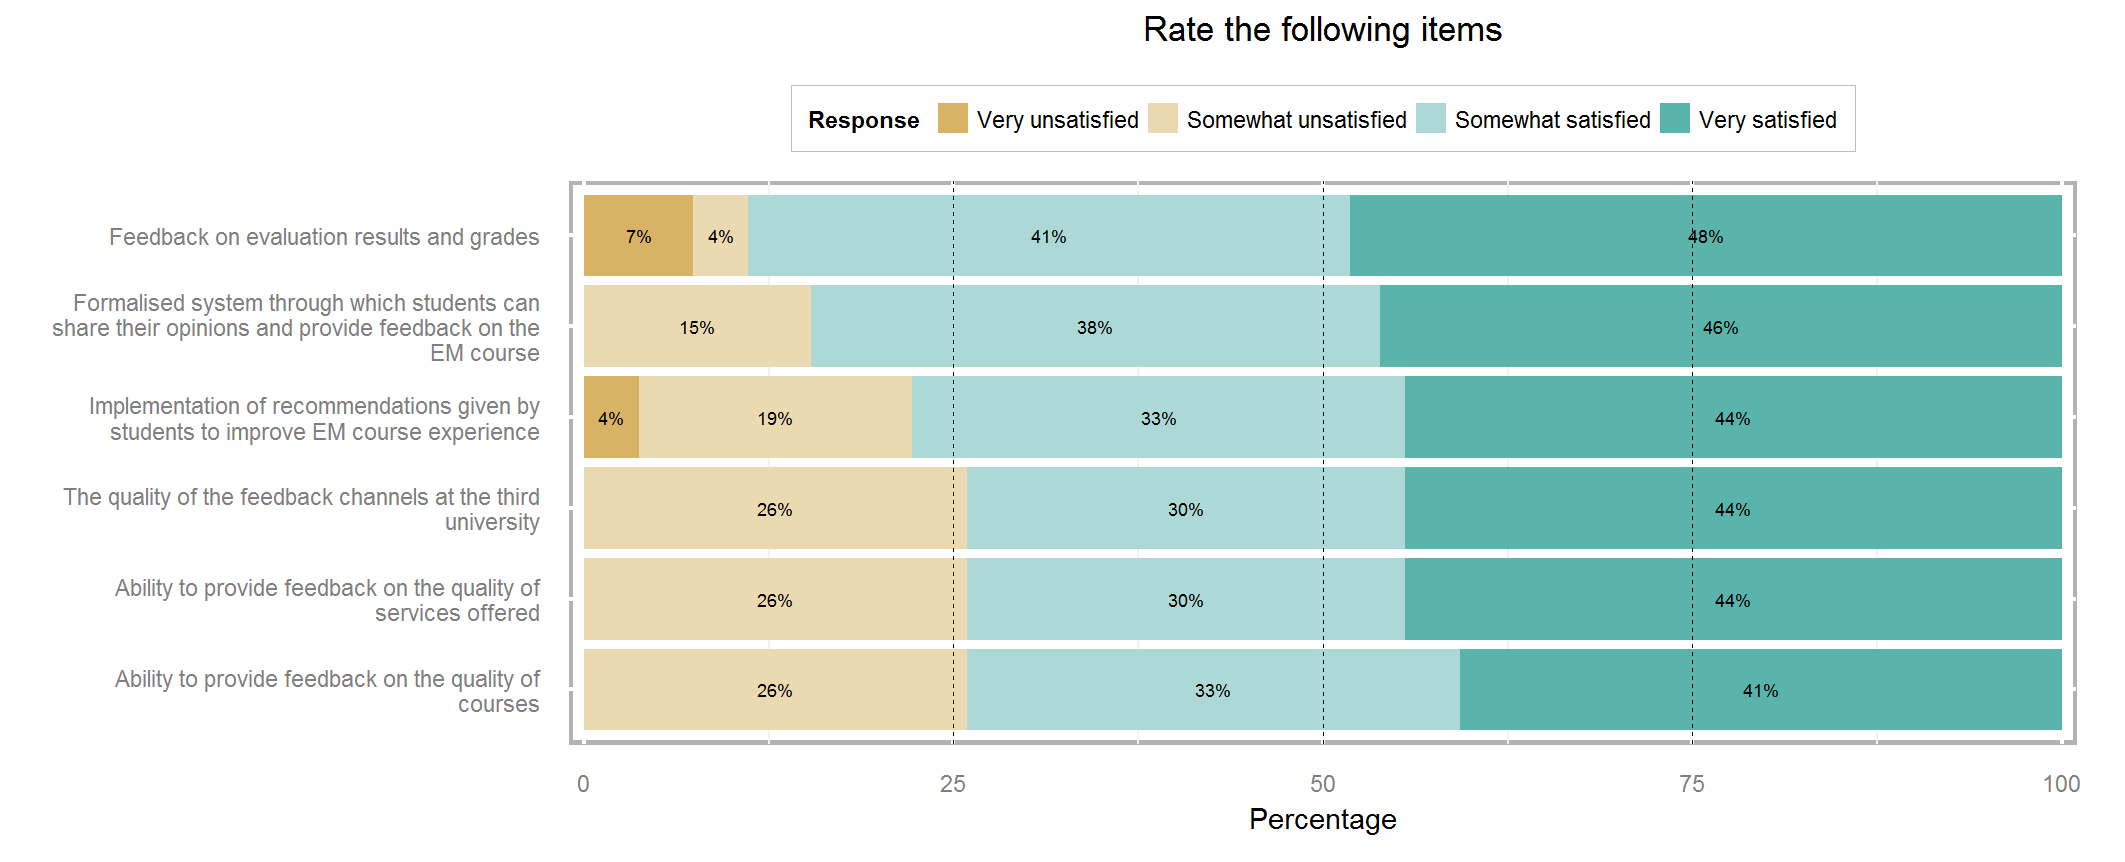 Rate the following items
Response Very unsatisfied Somewhat unsatisfied Somewhat satisfied Very satisfied
Feedback on evaluation results and grades
7% 4% 41% 48%
Formalised system through which students can
share their opinions and provide feedback on the
EM course
15% 38% 46%
Implementation of recommendations given by
students to improve EM course experience
4% 19% 33% 44%
The quality of the feedback channels at the third
university
26% 30% 44%
Ability to provide feedback on the quality of
services offered
26% 30% 44%
Ability to provide feedback on the quality of
courses
26% 33% 41%
0 25 50 75 100
Percentage